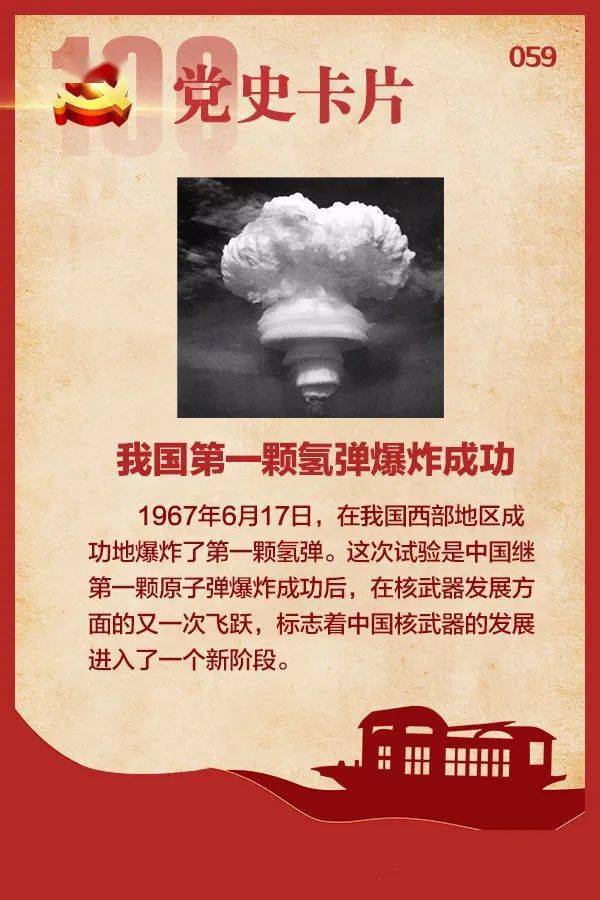 059
100
党史卡片
我国第一颗氢弹爆炸成功
1967年6月17日，在我国西部地区成
功地爆炸了第一颗氢弹。这次试验是中国继
第一颗原子弹爆炸成功后，在核武器发展方
面的又一次飞跃，标志着中国核武器的发展
进入了一个新阶段。